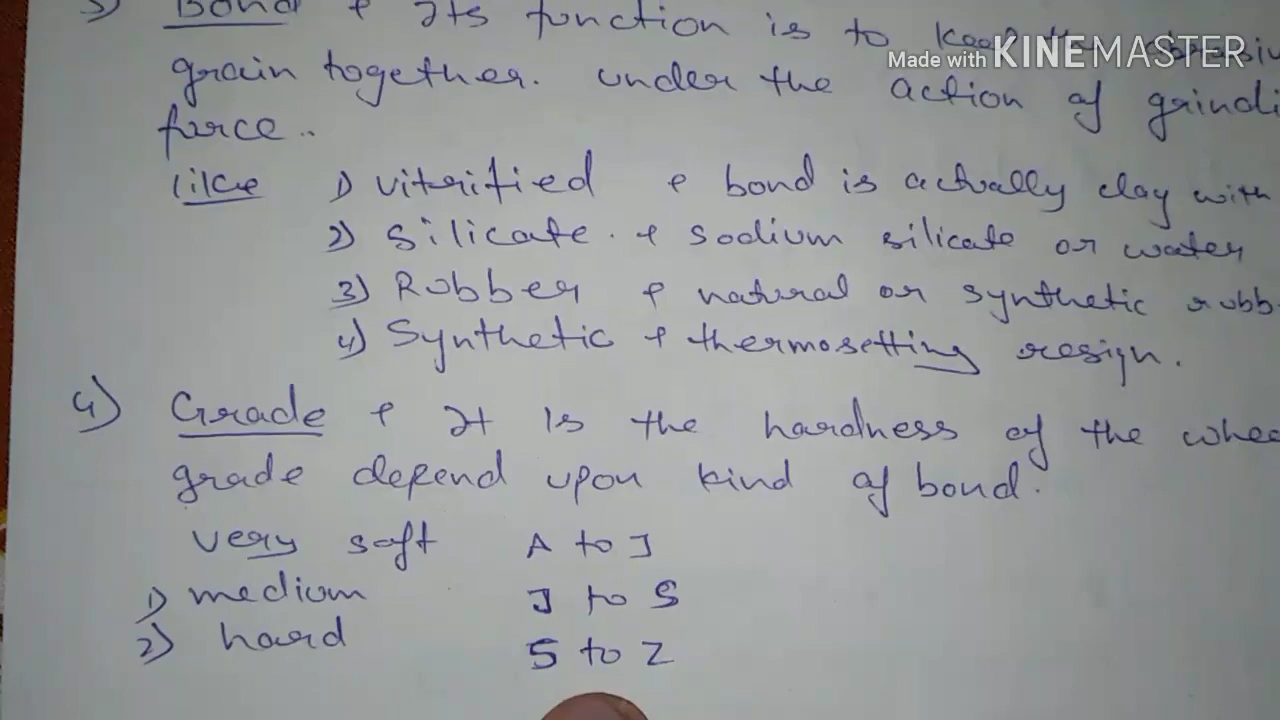 Bond : Its function is to
Made with KINEMASTER
grain together. under the action of grindi
force..
like 1) vitrified : bond is actually clay with
2) Silicate. : sodium silicate or water
3) Rubber : natural or synthetic rubb
4) Synthetic : thermosetting resign.
4) Grade : It is the hardness of the whee
grade depend upon kind of bond.
very soft A to J
1) medium J to S
2) hard S to Z